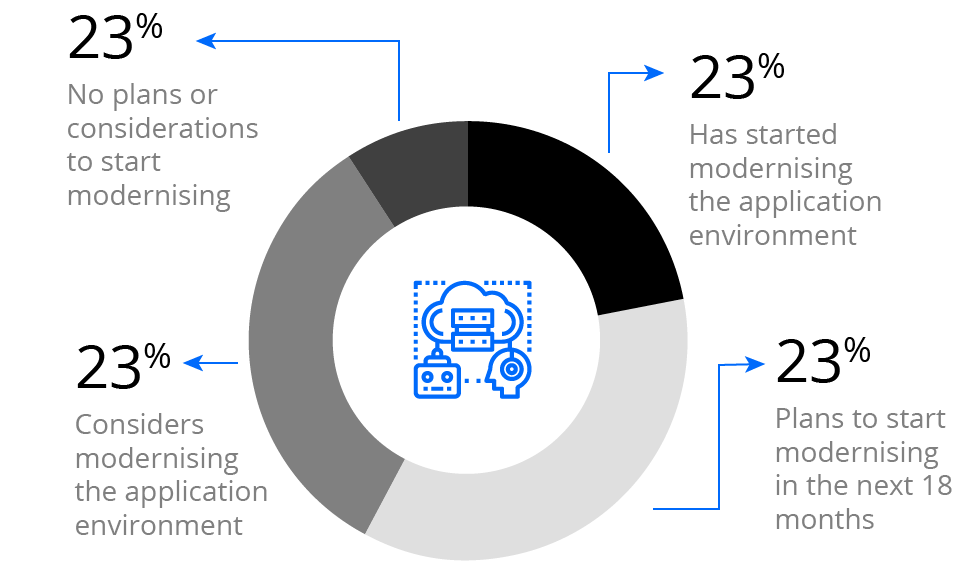 23%
No plans or
considerations
to start
modernising
23%
Has started
modernising
the application
environment
23%
Considers
modernising
the application
environment
23%
Plans to start
modernising
in the next 18
months